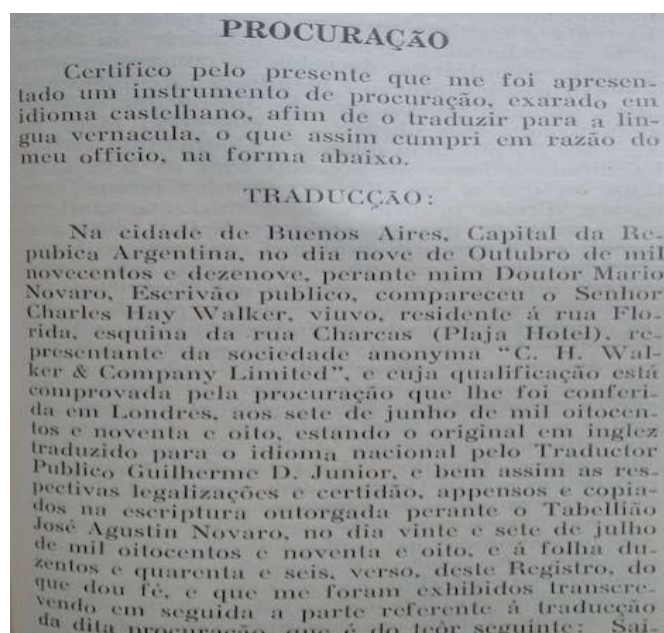 PROCURAÇÃO
Certifico pelo presente que me foi apresen-
tado um instrumento de procuração, exarado em
idioma castelhano, afim de o traduzir para a lin-
gua vernacula, o que assim cumpri em razão do
meu officio, na forma abaixo.
TRADUCÇÃO:
Na cidade de Buenos Aires, Capital da Re-
pubica Argentina, no dia nove de Outubro de mil
novecentos e dezenove, perante mim Doutor Mario
Novaro, Escrivão publico, compareceu o Senhor
Charles Hay Walker, viuvo, residente á rua Flo-
rida, esquina da rua Charcas (Plaja Hotel), re-
presentante da sociedade anonyma "C. H. Wal-
ker & Company Limited", e cuja qualificação está
comprovada pela procuração que lhe foi conferi-
da em Londres, aos sete de junho de mil oitocen-
tos e noventa e oito, estando o original em inglez
traduzido para o idioma nacional pelo Traductor
Publico Guilherme D. Junior, e bem assim as res-
pectivas legalizações e certidão, appensos e copia-
dos na escriptura outorgada perante o Tabellião
José Agustin Novaro, no dia vinte e sete de julho
de mil oitocentos e noventa e oito, e á folha du-
zentos e quarenta e seis, verso, deste Registro, do
que dou fé, e que me foram exhibidos transcre-
vendo em seguida a parte referente á traducção
da dita procuração, que é do teôr seguinte: Sai-